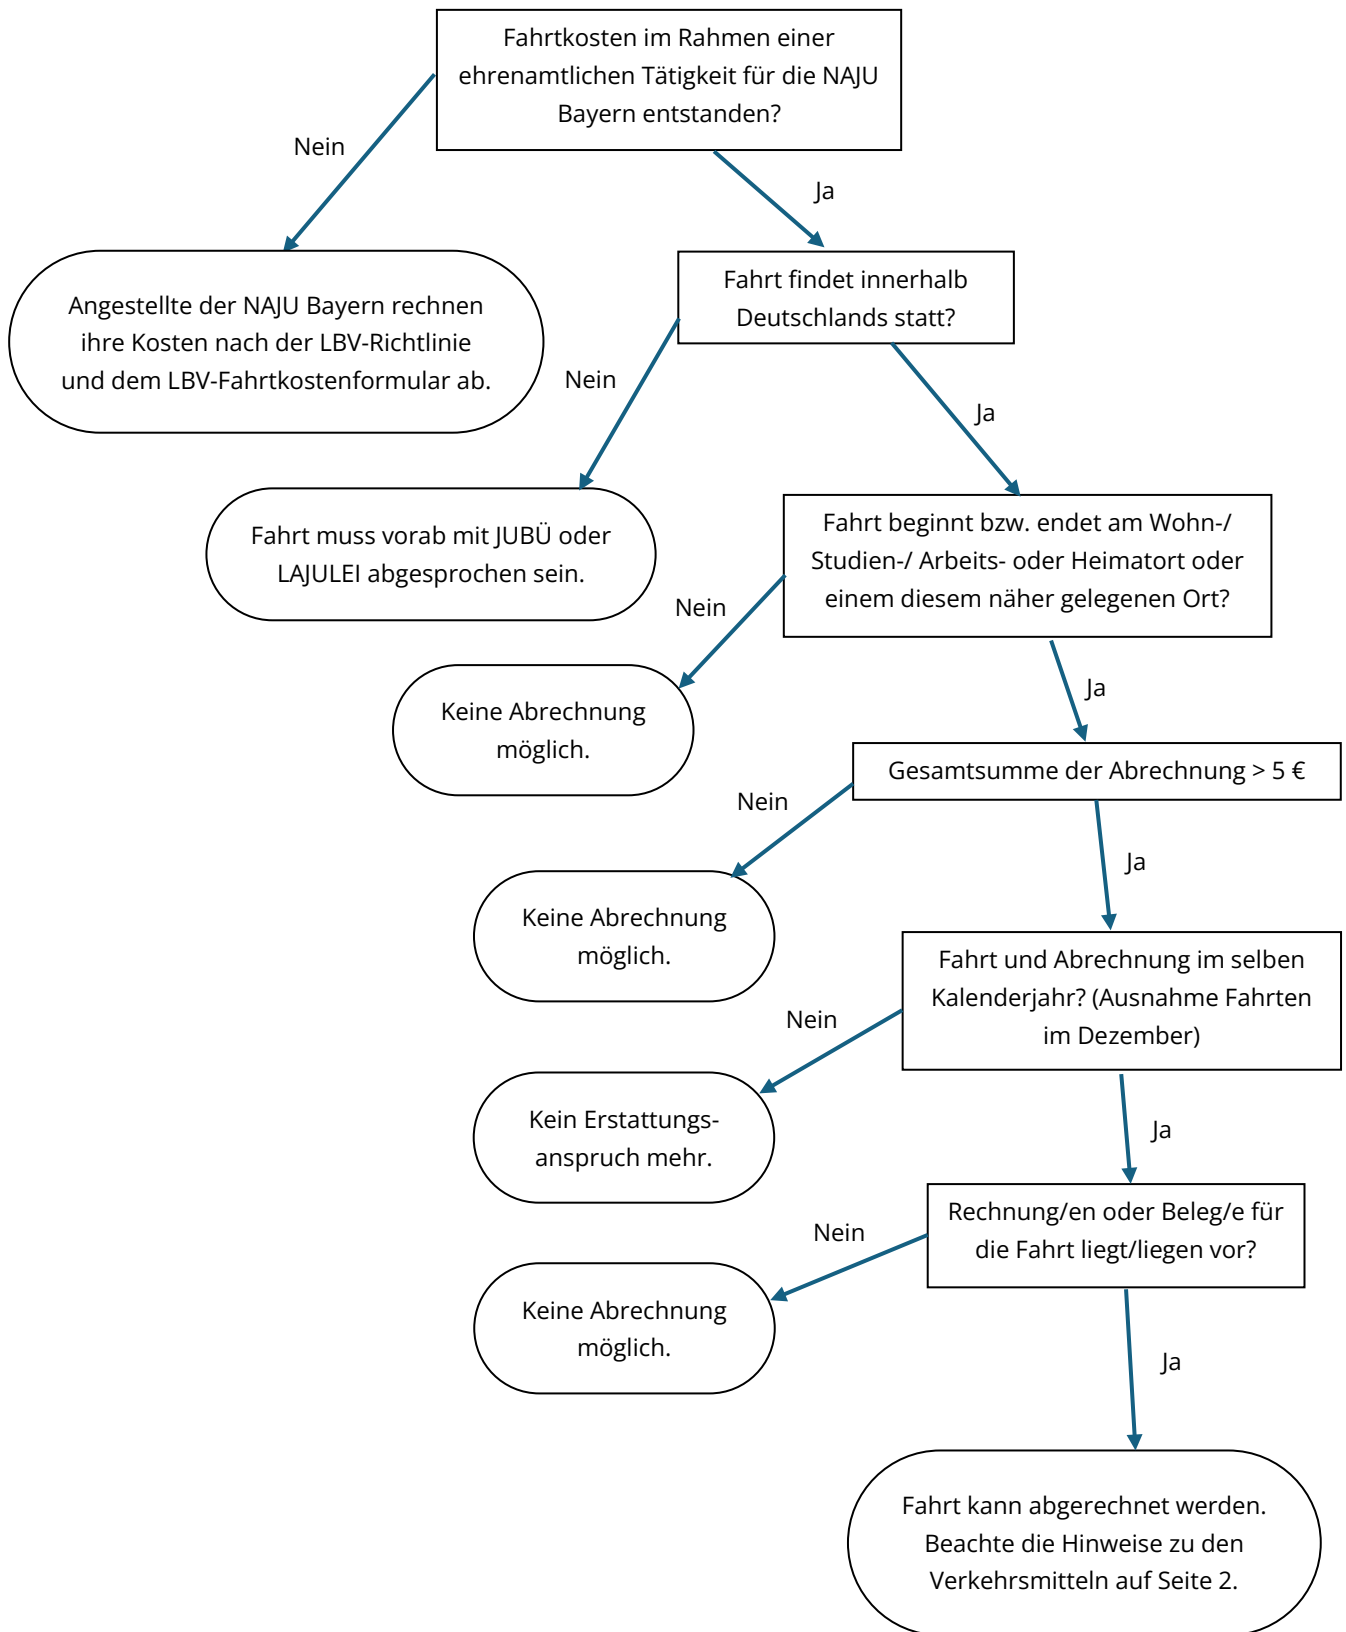 Fahrtkosten im Rahmen einer
ehrenamtlichen Tätigkeit für die NAJU
Bayern entstanden?
Nein
Ja
Angestellte der NAJU Bayern rechnen
ihre Kosten nach der LBV-Richtlinie
und dem LBV-Fahrtkostenformular ab.
Fahrt findet innerhalb
Deutschlands statt?
Nein
Ja
Fahrt muss vorab mit JUBÜ oder
LAJULEI abgesprochen sein.
Fahrt beginnt bzw. endet am Wohn-/
Studien-/ Arbeits- oder Heimatort oder
einem diesem näher gelegenen Ort?
Nein
Ja
Keine Abrechnung
möglich.
Gesamtsumme der Abrechnung > 5 €
Nein
Ja
Keine Abrechnung
möglich.
Fahrt und Abrechnung im selben
Kalenderjahr? (Ausnahme Fahrten
im Dezember)
Nein
Ja
Kein Erstattungs-
anspruch mehr.
Rechnung/en oder Beleg/e für
die Fahrt liegt/liegen vor?
Nein
Ja
Keine Abrechnung
möglich.
Fahrt kann abgerechnet werden.
Beachte die Hinweise zu den
Verkehrsmitteln auf Seite 2.